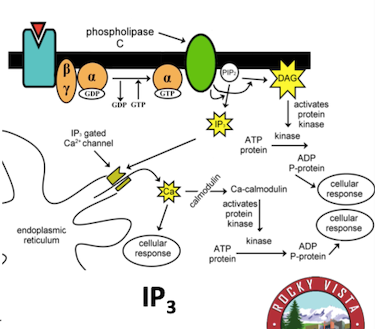 phospholipase
C
β
γ
α
GDP
GDP GTP
α
GTP
PIP₂
DAG
activates
protein
kinase
IP₃
IP₃ gated
Ca²⁺ channel
ATP
protein
kinase
ADP
P-protein
cellular
response
Ca
calmodulin
Ca-calmodulin
activates
protein
kinase
cellular
response
endoplasmic
reticulum
cellular
response
ATP
protein
kinase
ADP
P-protein
IP₃
ROCKY VISTA